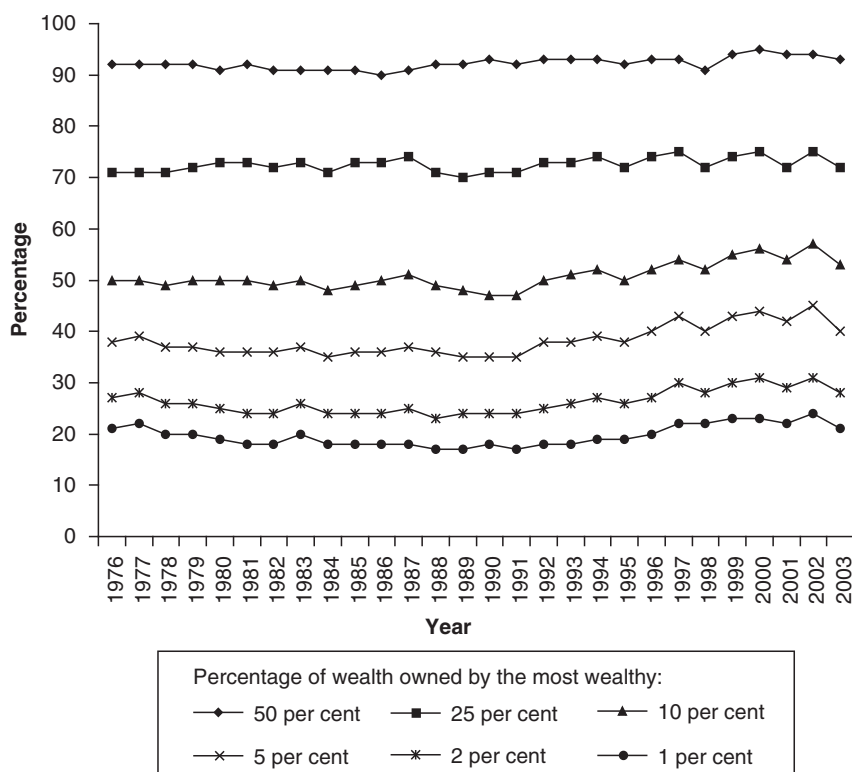 100
90
80
70
60
50
40
30
20
10
0
Percentage
1976 1977 1978 1979 1980 1981 1982 1983 1984 1985 1986 1987 1988 1989 1990 1991 1992 1993 1994 1995 1996 1997 1998 1999 2000 2001 2002 2003
Year
Percentage of wealth owned by the most wealthy:
50 per cent 25 per cent 10 per cent
5 per cent 2 per cent 1 per cent